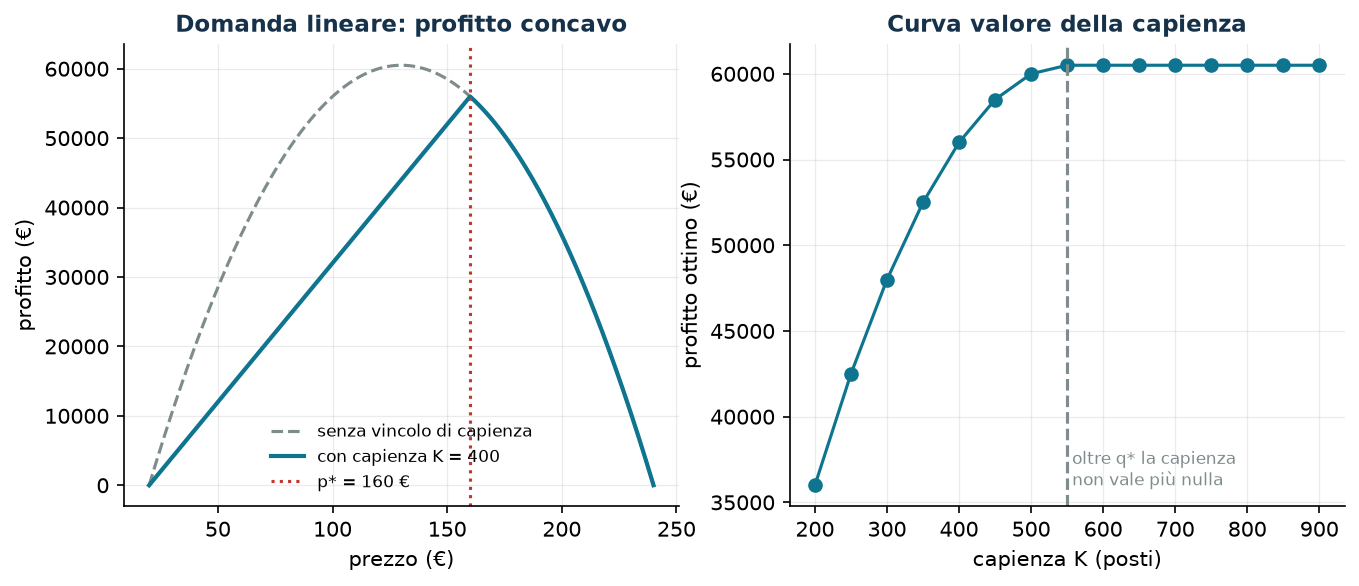 Domanda lineare: profitto concavo
profitto (€)
60000
50000
40000
30000
20000
10000
0
senza vincolo di capienza
con capienza K = 400
p* = 160 €
50
100
150
200
250
prezzo (€)
Curva valore della capienza
profitto ottimo (€)
60000
55000
50000
45000
40000
35000
oltre q* la capienza
non vale più nulla
200
300
400
500
600
700
800
900
capienza K (posti)